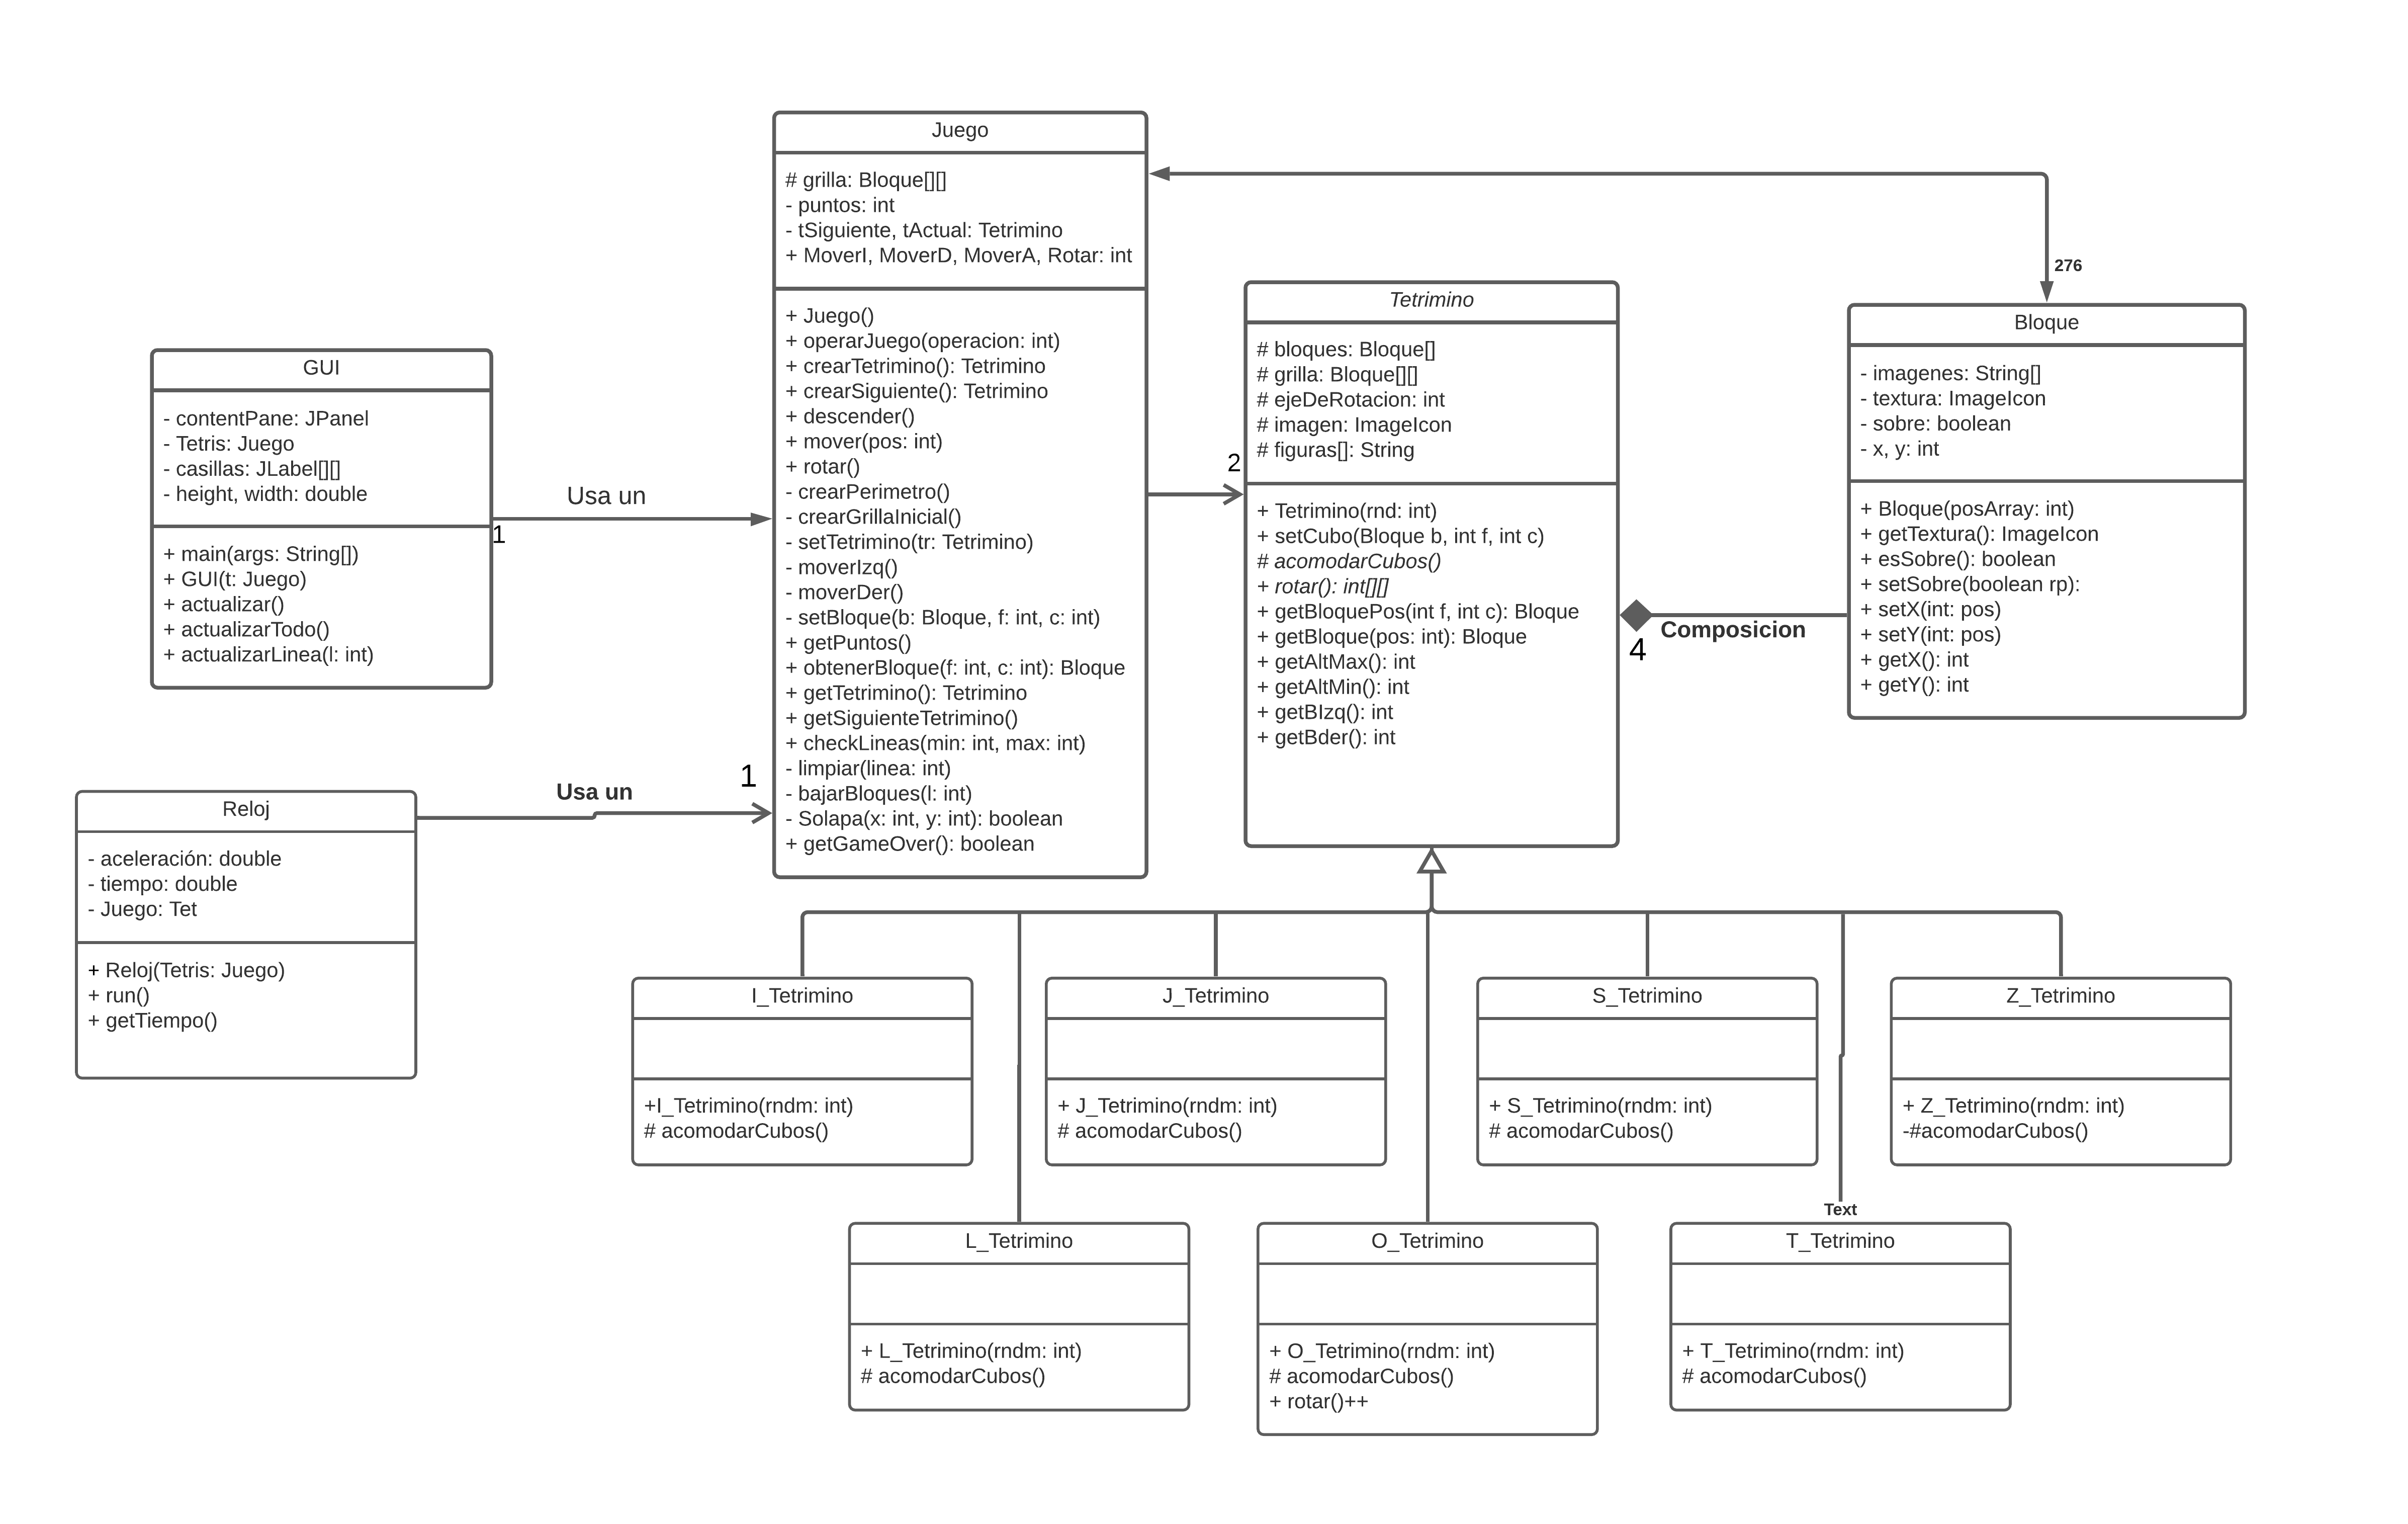 Juego
# grilla: Bloque[][]
- puntos: int
- tSiguiente, tActual: Tetrimino
+ MoverI, MoverD, MoverA, Rotar: int
+ Juego()
+ operarJuego(operacion: int)
+ crearTetrimino(): Tetrimino
+ crearSiguiente(): Tetrimino
+ descender()
+ mover(pos: int)
+ rotar()
- crearPerimetro()
- crearGrillaInicial()
- setTetrimino(tr: Tetrimino)
- moverIzq()
- moverDer()
- setBloque(b: Bloque, f: int, c: int)
+ getPuntos()
+ obtenerBloque(f: int, c: int): Bloque
+ getTetrimino(): Tetrimino
+ getSiguienteTetrimino()
+ checkLineas(min: int, max: int)
- limpiar(linea: int)
- bajarBloques(l: int)
- Solapa(x: int, y: int): boolean
+ getGameOver(): boolean
276
Tetrimino
# bloques: Bloque[]
# grilla: Bloque[][]
# ejeDeRotacion: int
# imagen: ImageIcon
# figuras[]: String
+ Tetrimino(rnd: int)
+ setCubo(Bloque b, int f, int c)
# acomodarCubos()
+ rotar(): int[][]
+ getBloquePos(int f, int c): Bloque
+ getBloque(pos: int): Bloque
+ getAltMax(): int
+ getAltMin(): int
+ getBIzq(): int
+ getBder(): int
2
Bloque
- imagenes: String[]
- textura: ImageIcon
- sobre: boolean
- x, y: int
+ Bloque(posArray: int)
+ getTextura(): ImageIcon
+ esSobre(): boolean
+ setSobre(boolean rp):
+ setX(int: pos)
+ setY(int: pos)
+ getX(): int
+ getY(): int
Composicion
4
GUI
- contentPane: JPanel
- Tetris: Juego
- casillas: JLabel[][]
- height, width: double
+ main(args: String[])
+ GUI(t: Juego)
+ actualizar()
+ actualizarTodo()
+ actualizarLinea(l: int)
Usa un
1
Reloj
- aceleración: double
- tiempo: double
- Juego: Tet
+ Reloj(Tetris: Juego)
+ run()
+ getTiempo()
Usa un
1
I_Tetrimino
+I_Tetrimino(rndm: int)
# acomodarCubos()
J_Tetrimino
+ J_Tetrimino(rndm: int)
# acomodarCubos()
S_Tetrimino
+ S_Tetrimino(rndm: int)
# acomodarCubos()
Z_Tetrimino
+ Z_Tetrimino(rndm: int)
-#acomodarCubos()
L_Tetrimino
+ L_Tetrimino(rndm: int)
# acomodarCubos()
O_Tetrimino
+ O_Tetrimino(rndm: int)
# acomodarCubos()
+ rotar()++
Text
T_Tetrimino
+ T_Tetrimino(rndm: int)
# acomodarCubos()